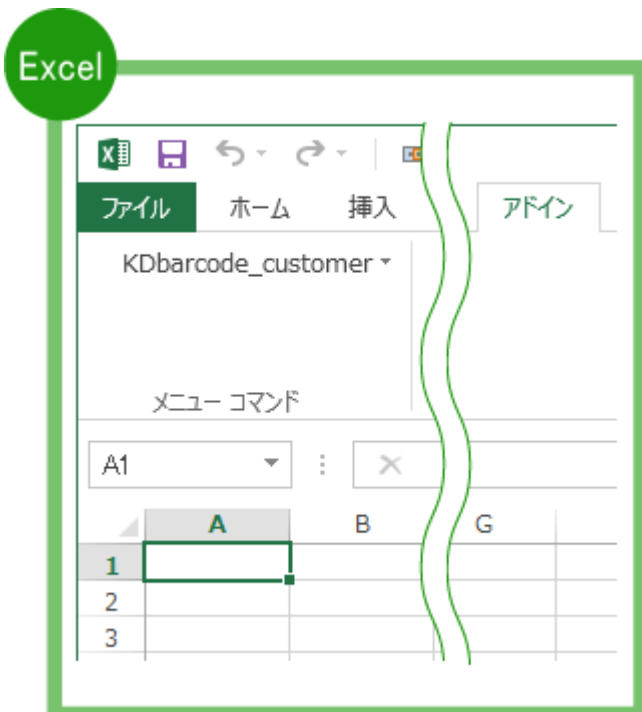 Excel
ファイル ホーム 挿入 アドイン
KDbarcode_customer
メニュー コマンド
A1
A B G
1
2
3